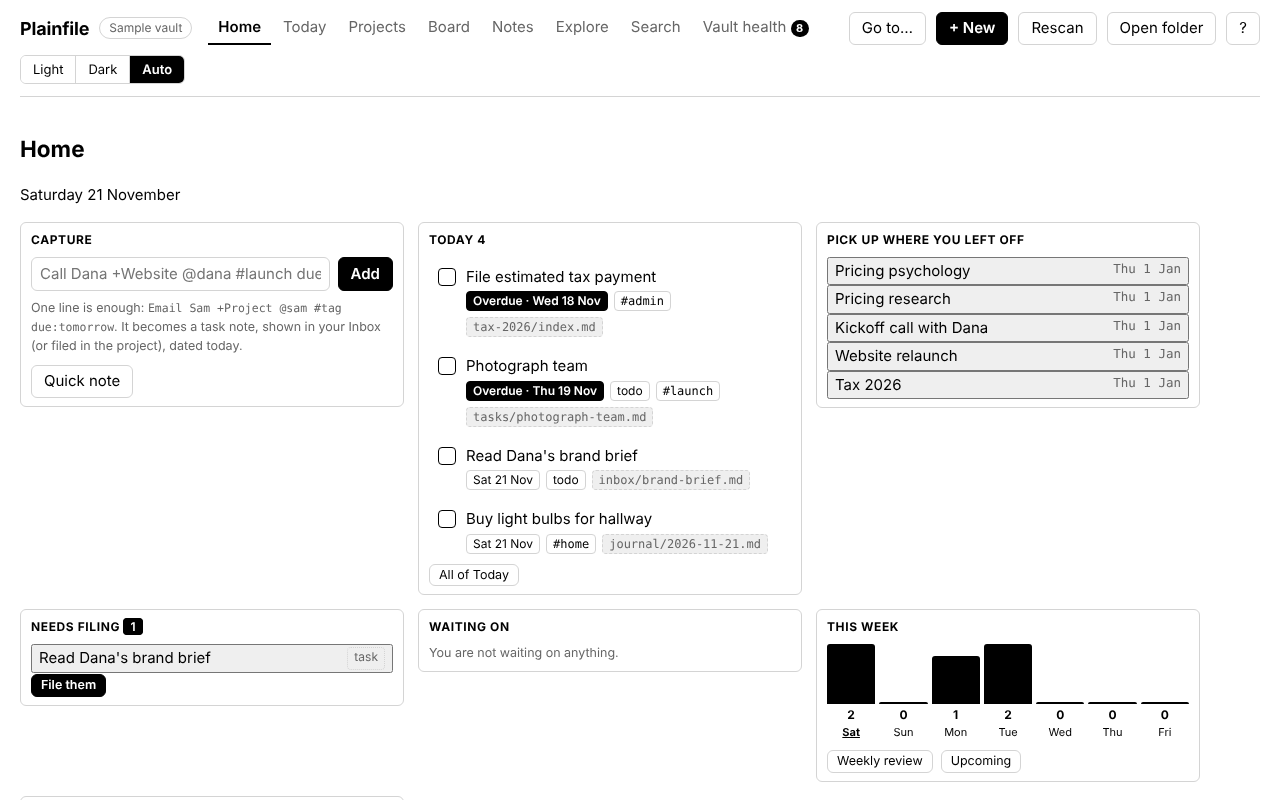 Plainfile
Sample vault
Home
Today
Projects
Board
Notes
Explore
Search
Vault health 8
Go to…
+ New
Rescan
Open folder
?
Light
Dark
Auto
Home
Saturday 21 November
CAPTURE
Call Dana +Website @dana #launch due
Add
One line is enough: Email Sam +Project @sam #tag
due:tomorrow. It becomes a task note, shown in your Inbox
(or filed in the project), dated today.
Quick note
TODAY 4
File estimated tax payment
Overdue · Wed 18 Nov #admin
tax-2026/index.md
Photograph team
Overdue · Thu 19 Nov todo #launch
tasks/photograph-team.md
Read Dana's brand brief
Sat 21 Nov todo inbox/brand-brief.md
Buy light bulbs for hallway
Sat 21 Nov #home journal/2026-11-21.md
All of Today
PICK UP WHERE YOU LEFT OFF
Pricing psychology Thu 1 Jan
Pricing research Thu 1 Jan
Kickoff call with Dana Thu 1 Jan
Website relaunch Thu 1 Jan
Tax 2026 Thu 1 Jan
NEEDS FILING 1
Read Dana's brand brief task
File them
WAITING ON
You are not waiting on anything.
THIS WEEK
2 0 1 2 0 0 0
Sat Sun Mon Tue Wed Thu Fri
Weekly review
Upcoming